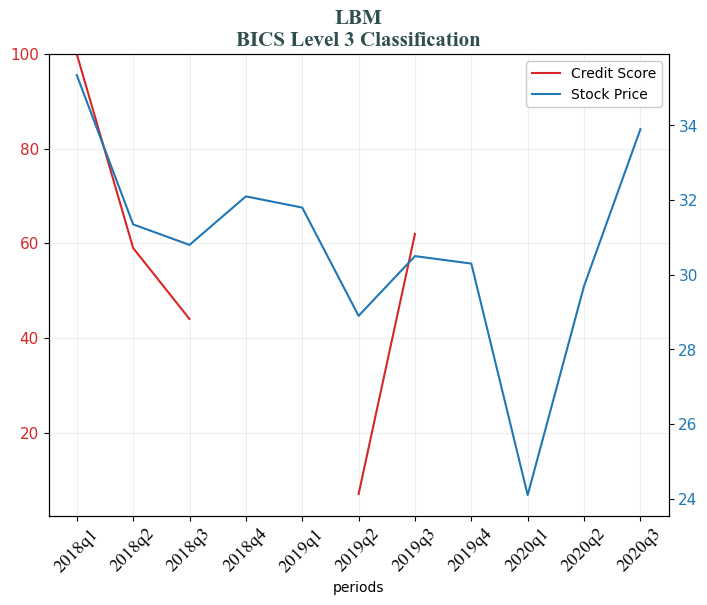 LBM
BICS Level 3 Classification
Credit Score
Stock Price
100
80
60
40
20
34
32
30
28
26
24
2018q1
2018q2
2018q3
2018q4
2019q1
2019q2
2019q3
2019q4
2020q1
2020q2
2020q3
periods